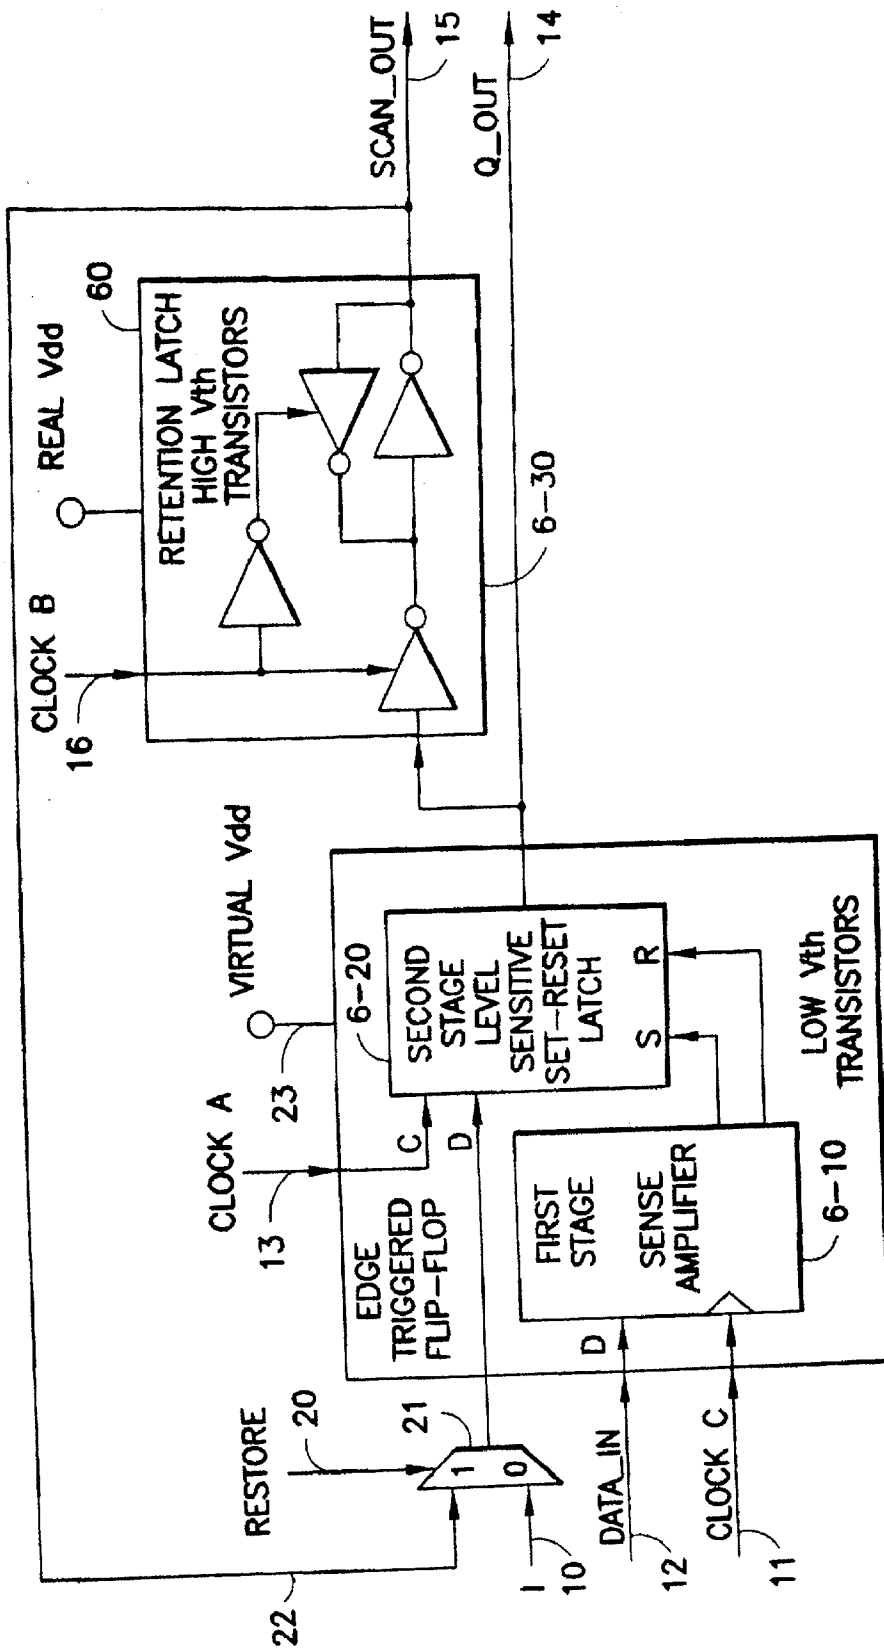 SCAN_OUT
15
Q_OUT
14
REAL Vdd
60
RETENTION LATCH
HIGH Vth
TRANSISTORS
6-30
CLOCK B
16
VIRTUAL Vdd
23
6-20
SECOND
STAGE
LEVEL
SENSITIVE
SET-RESET
LATCH
S
R
LOW Vth
TRANSISTORS
CLOCK A
13
C
D
EDGE
TRIGGERED
FLIP-FLOP
FIRST
STAGE
SENSE
AMPLIFIER
6-10
D
RESTORE
20
21
1
0
22
I
10
DATA_IN
12
CLOCK C
11